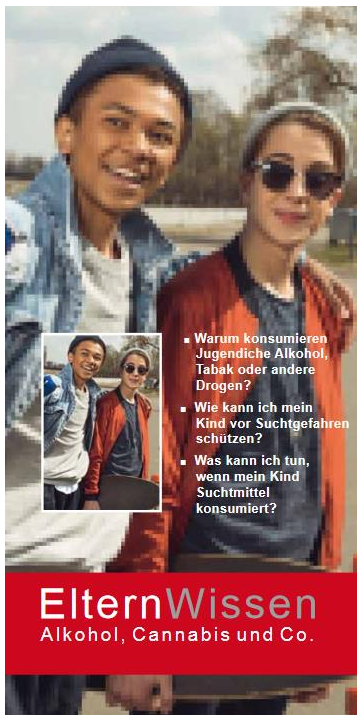 ▪ Warum konsumieren
Jugendliche Alkohol,
Tabak oder andere
Drogen?
▪ Wie kann ich mein
Kind vor Suchtgefahren
schützen?
▪ Was kann ich tun,
wenn mein Kind
Suchtmittel
konsumiert?
ElternWissen
Alkohol, Cannabis und Co.